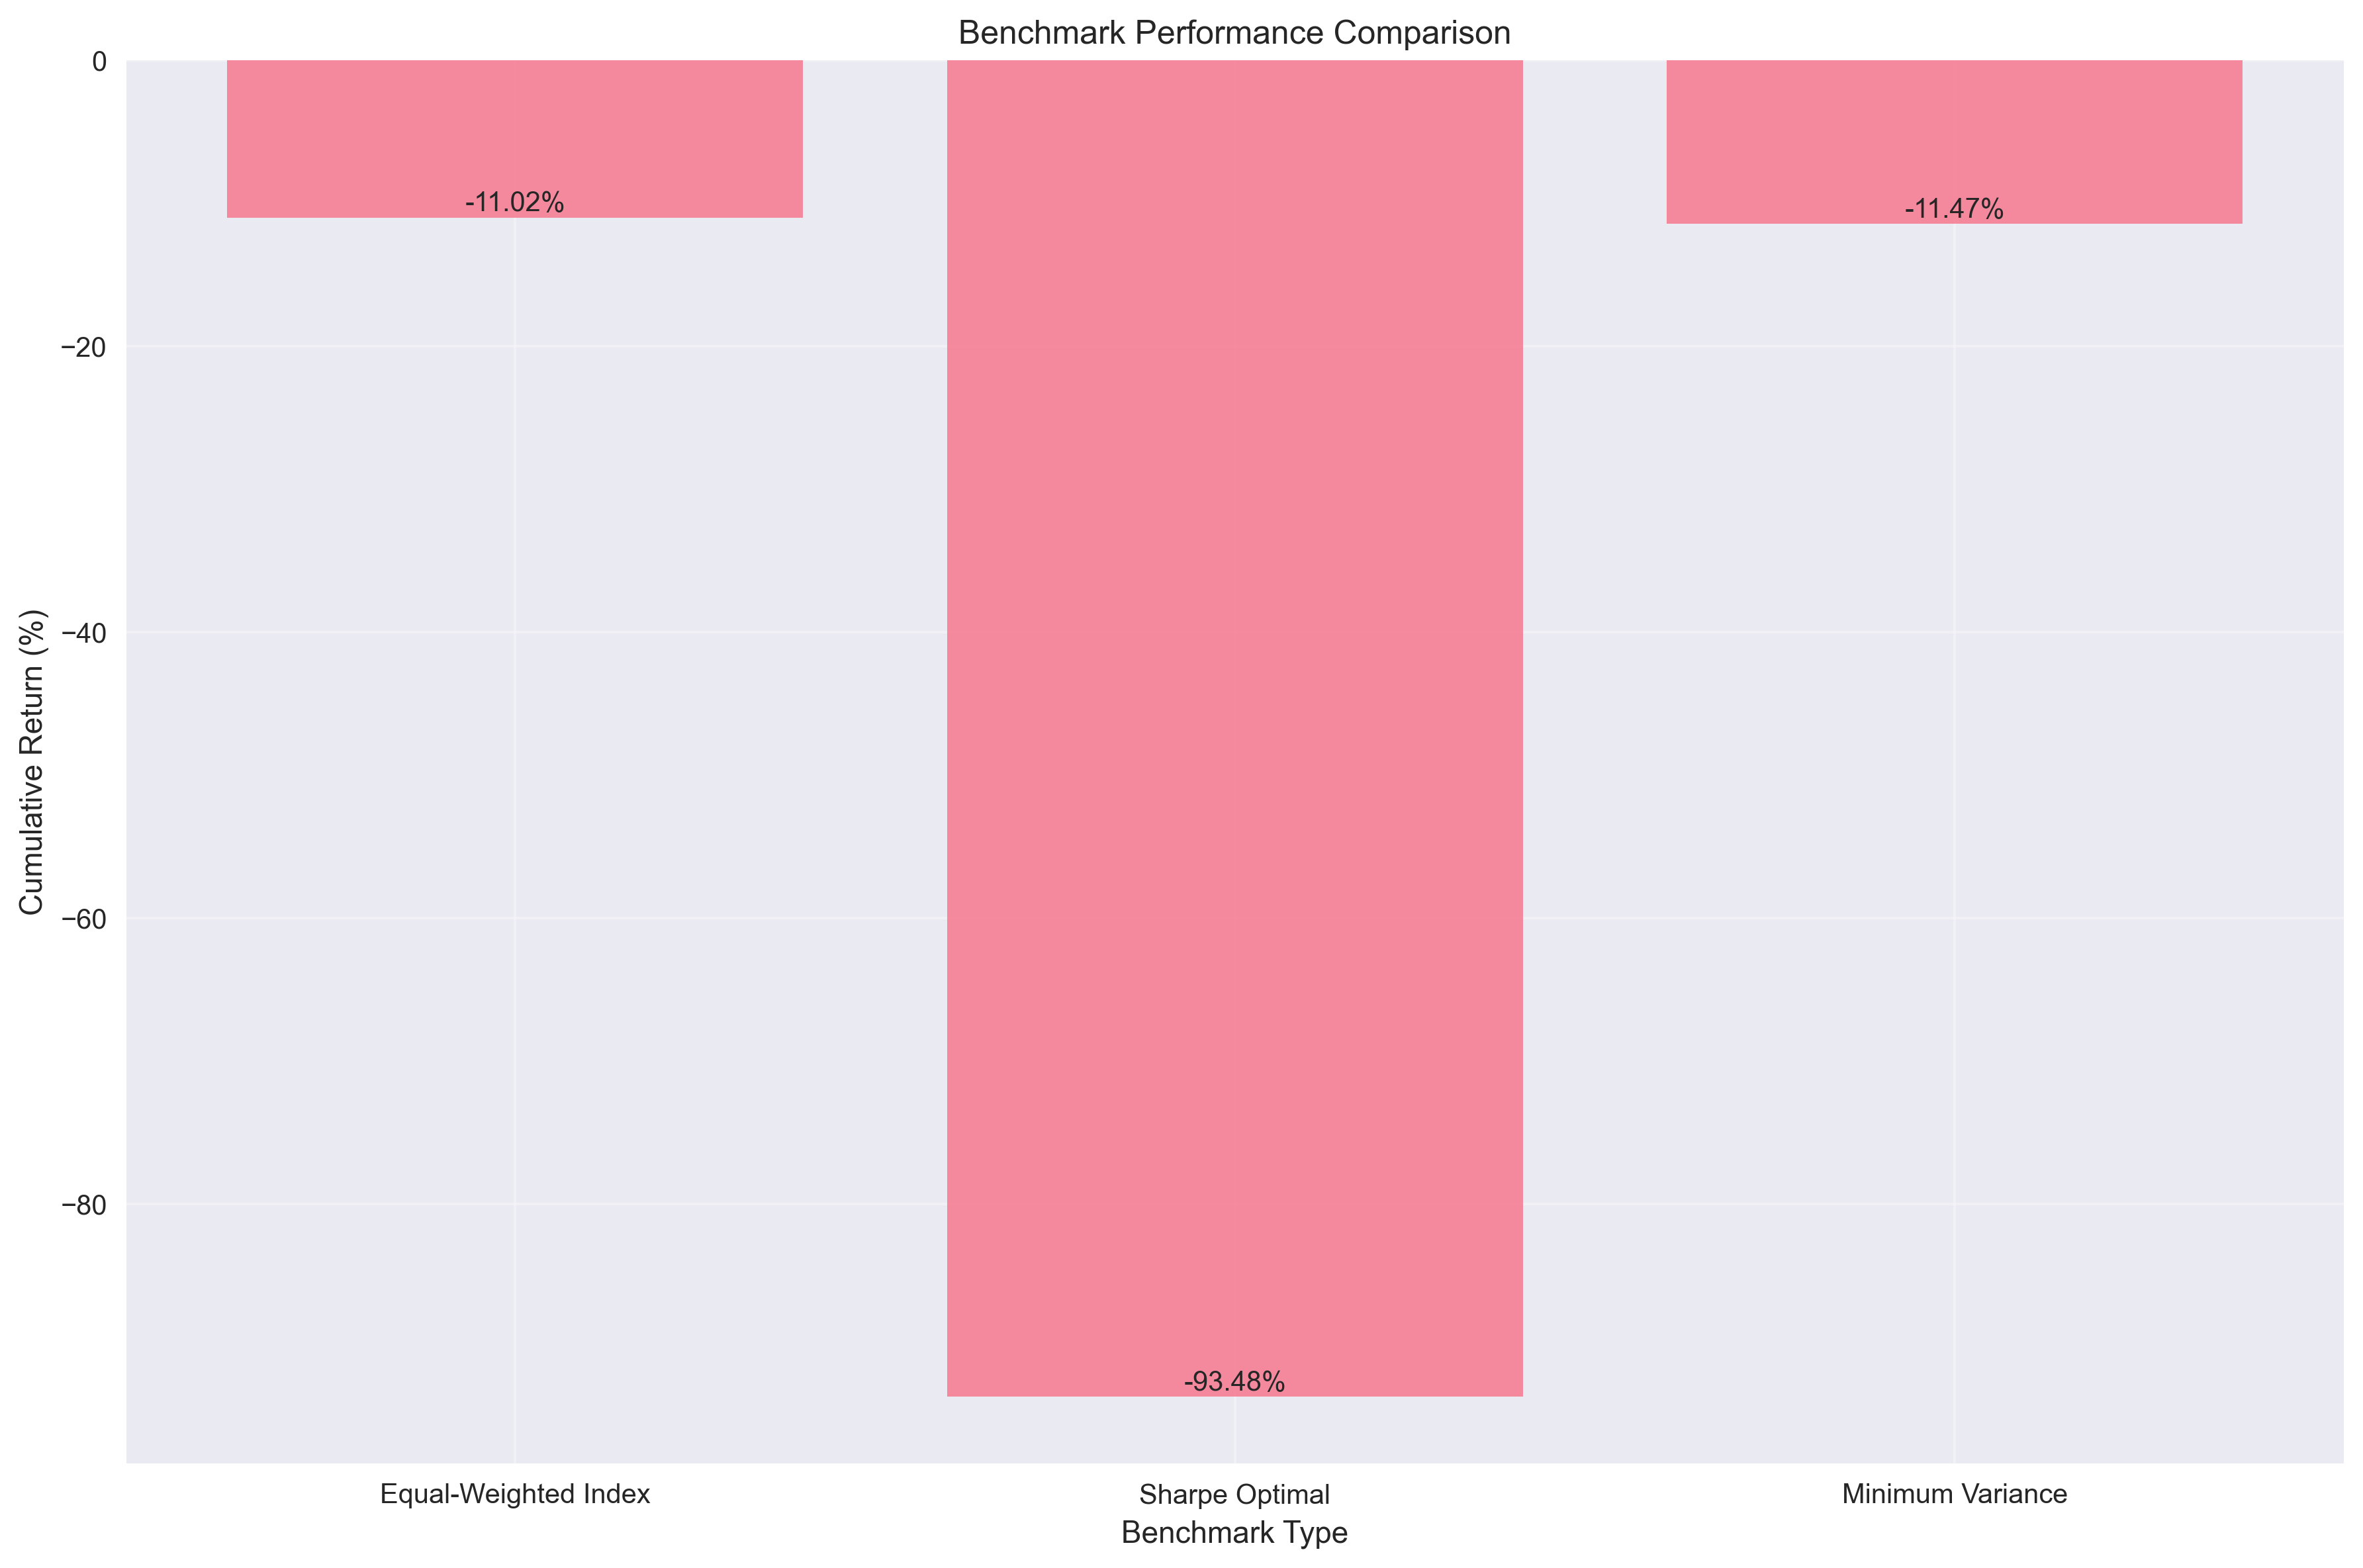 Benchmark Performance Comparison
0
−20
−40
−60
−80
Cumulative Return (%)
-11.02%
-93.48%
-11.47%
Equal-Weighted Index
Sharpe Optimal
Minimum Variance
Benchmark Type